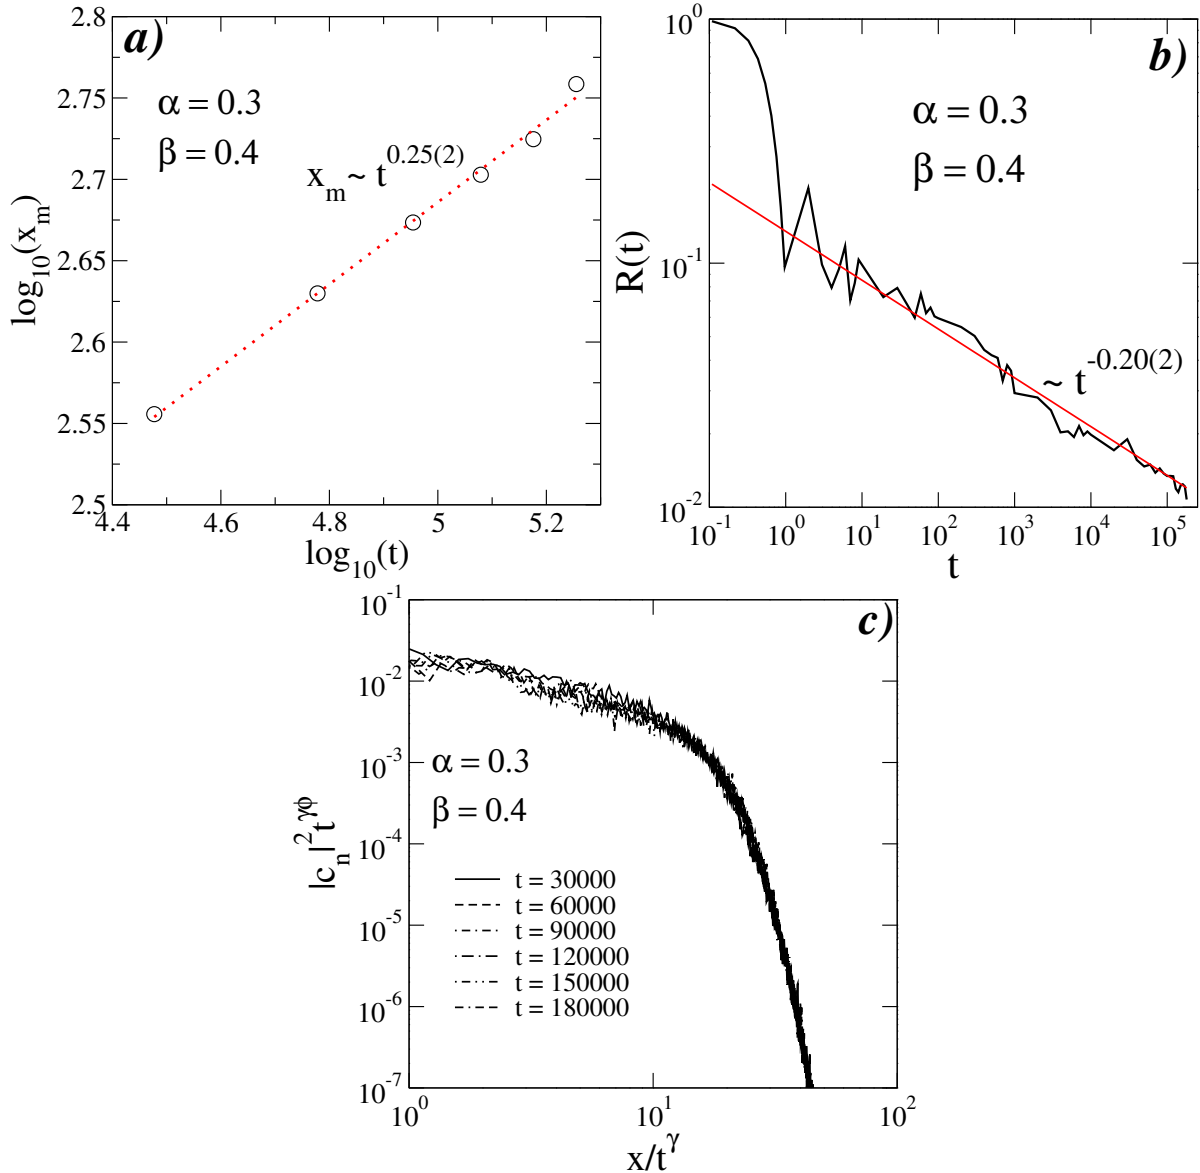 a)
α = 0.3
β = 0.4
x_m ~ t^0.25(2)
log_10(x_m)
2.8
2.75
2.7
2.65
2.6
2.55
2.5
4.4
4.6
4.8
5
5.2
log_10(t)
b)
α = 0.3
β = 0.4
~ t^-0.20(2)
R(t)
10^0
10^-1
10^-2
10^-1
10^0
10^1
10^2
10^3
10^4
10^5
t
c)
α = 0.3
β = 0.4
t = 30000
t = 60000
t = 90000
t = 120000
t = 150000
t = 180000
|c_n|^2 t^γϕ
10^-1
10^-2
10^-3
10^-4
10^-5
10^-6
10^-7
10^0
10^1
10^2
x/t^γ